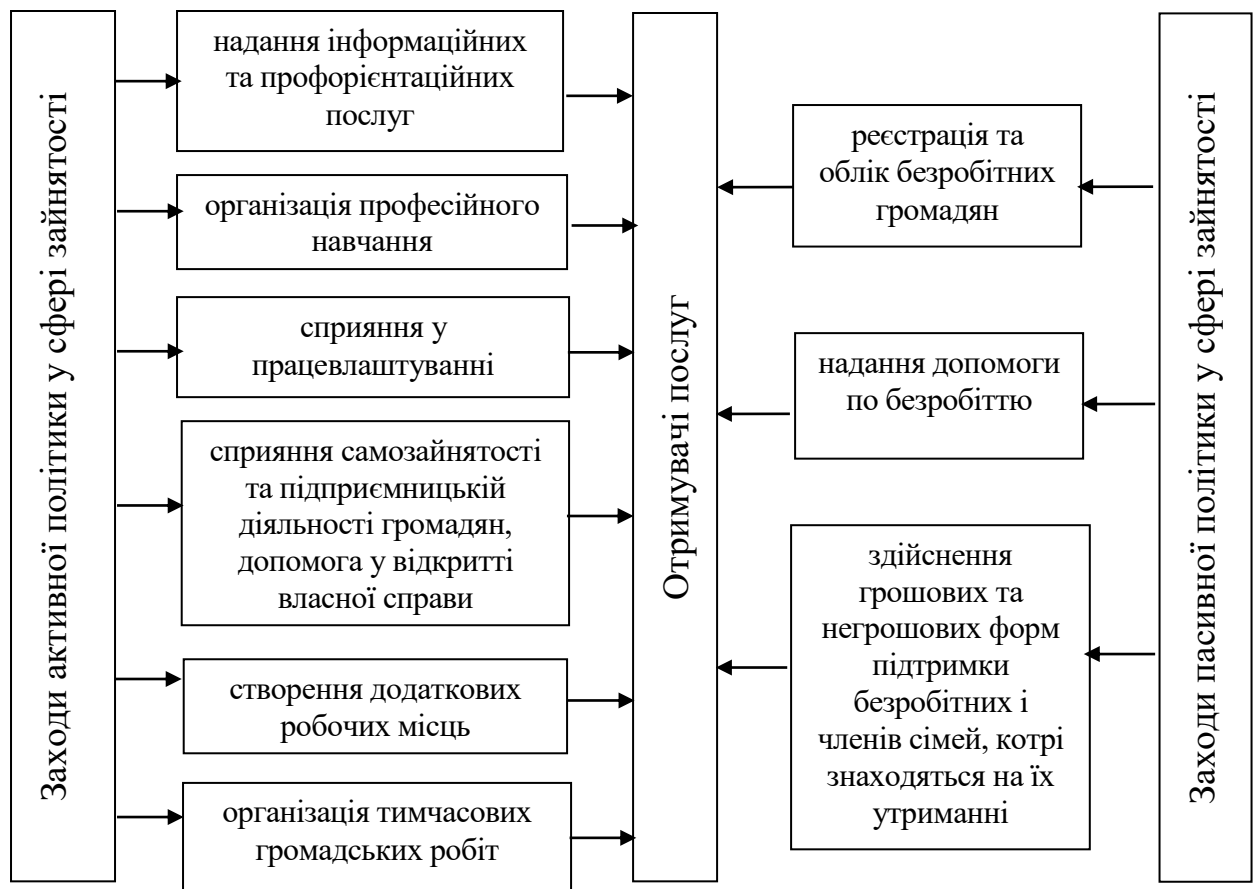 Заходи активної політики у сфері зайнятості
надання інформаційних
та профорієнтаційних
послуг
організація професійного
навчання
сприяння у
працевлаштуванні
сприяння самозайнятості
та підприємницькій
діяльності громадян,
допомога у відкритті
власної справи
створення додаткових
робочих місць
організація тимчасових
громадських робіт
Отримувачі послуг
реєстрація та
облік безробітних
громадян
надання допомоги
по безробіттю
здійснення
грошових та
негрошових форм
підтримки
безробітних і
членів сімей, котрі
знаходяться на їх
утриманні
Заходи пасивної політики у сфері зайнятості